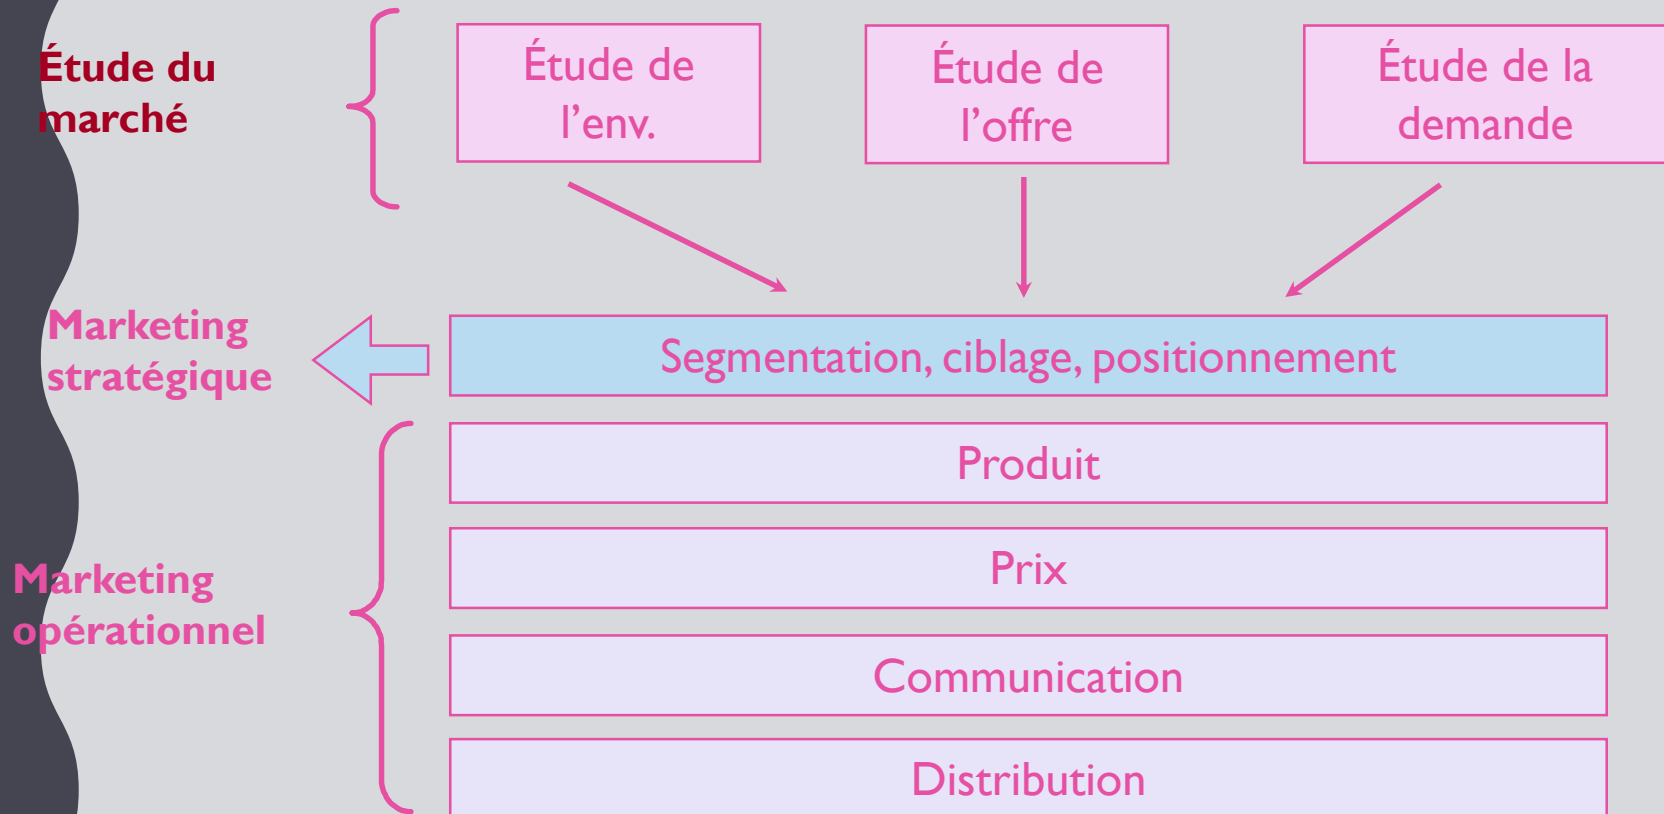 Étude du
marché
Étude de
l’env.
Étude de
l’offre
Étude de la
demande
Marketing
stratégique
Segmentation, ciblage, positionnement
Produit
Prix
Marketing
opérationnel
Communication
Distribution